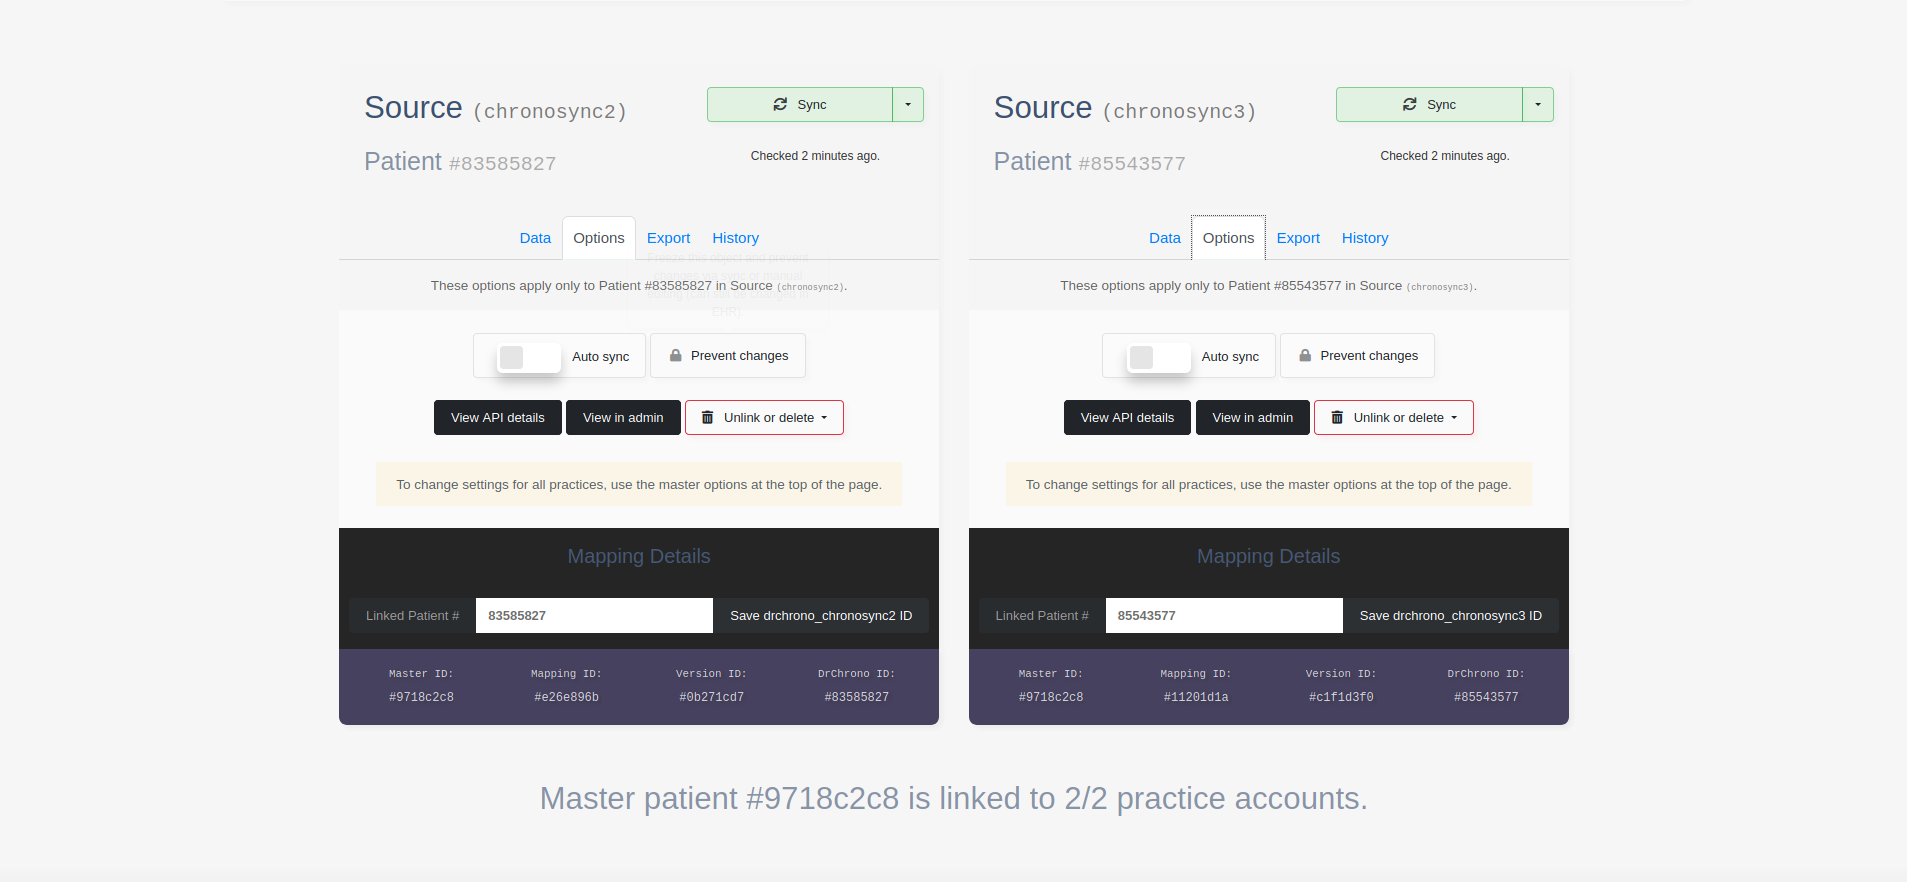 Source (chronosync2)
Sync
Patient #83585827
Checked 2 minutes ago.
Data Options Export History
These options apply only to Patient #83585827 in Source (chronosync2).
EHR)
Auto sync
Prevent changes
View API details
View in admin
Unlink or delete
To change settings for all practices, use the master options at the top of the page.
Mapping Details
Linked Patient # 83585827 Save drchrono_chronosync2 ID
Master ID: Mapping ID: Version ID: DrChrono ID:
#9718c2c8 #e26e896b #0b271cd7 #83585827
Source (chronosync3)
Sync
Patient #85543577
Checked 2 minutes ago.
Data Options Export History
These options apply only to Patient #85543577 in Source (chronosync3).
Auto sync
Prevent changes
View API details
View in admin
Unlink or delete
To change settings for all practices, use the master options at the top of the page.
Mapping Details
Linked Patient # 85543577 Save drchrono_chronosync3 ID
Master ID: Mapping ID: Version ID: DrChrono ID:
#9718c2c8 #11201d1a #c1f1d3f0 #85543577
Master patient #9718c2c8 is linked to 2/2 practice accounts.